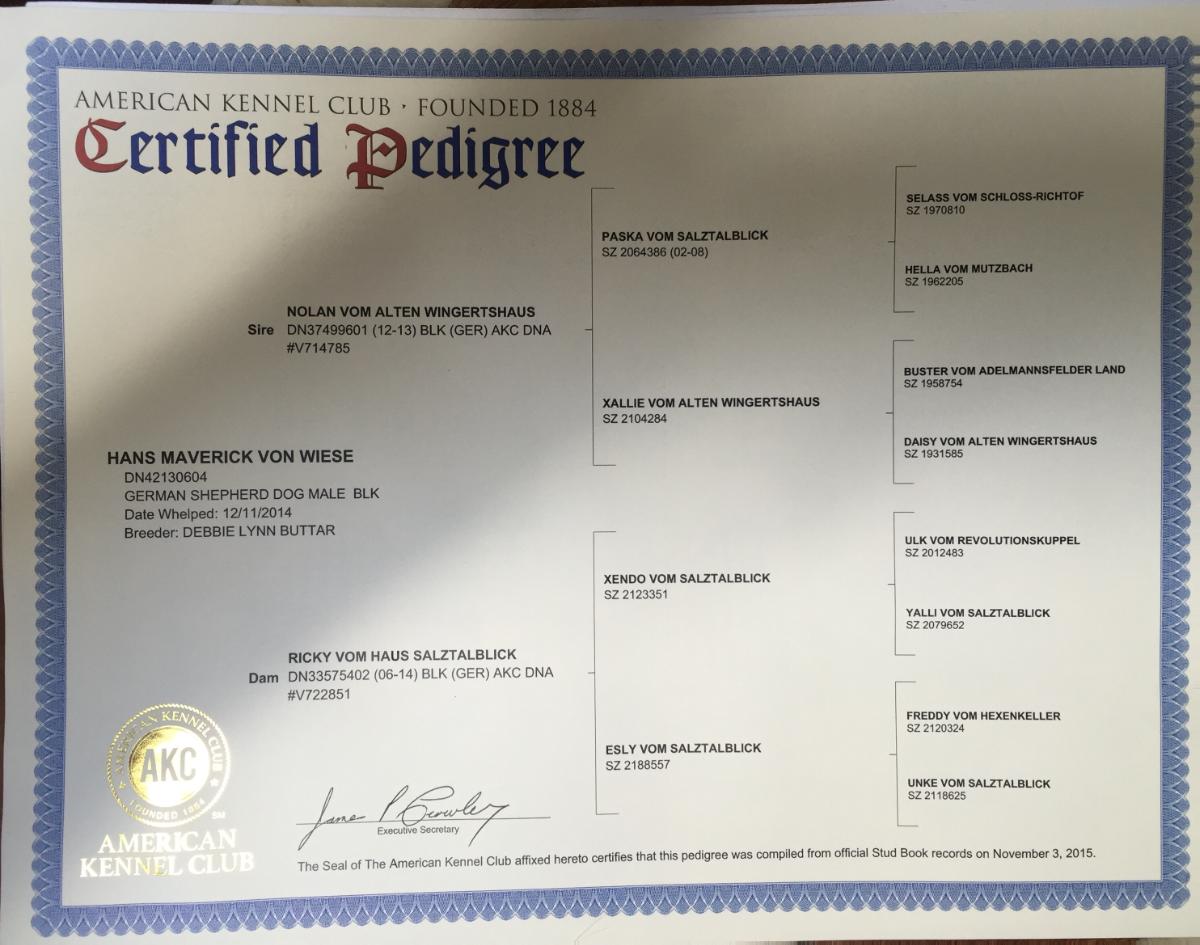 AMERICAN KENNEL CLUB · FOUNDED 1884
Certified Pedigree
SELASS VOM SCHLOSS-RICHTOF
SZ 1970810
PASKA VOM SALZTALBLICK
SZ 2064386 (02-08)
HELLA VOM MUTZBACH
SZ 1962205
NOLAN VOM ALTEN WINGERTSHAUS
Sire DN37499601 (12-13) BLK (GER) AKC DNA
#V714785
BUSTER VOM ADELMANNSFELDER LAND
SZ 1958754
XALLIE VOM ALTEN WINGERTSHAUS
SZ 2104284
DAISY VOM ALTEN WINGERTSHAUS
SZ 1931585
HANS MAVERICK VON WIESE
DN42130604
GERMAN SHEPHERD DOG MALE BLK
Date Whelped: 12/11/2014
Breeder: DEBBIE LYNN BUTTAR
ULK VOM REVOLUTIONSKUPPEL
SZ 2012483
XENDO VOM SALZTALBLICK
SZ 2123351
YALLI VOM SALZTALBLICK
SZ 2079652
RICKY VOM HAUS SALZTALBLICK
Dam DN33575402 (06-14) BLK (GER) AKC DNA
#V722851
FREDDY VOM HEXENKELLER
SZ 2120324
ESLY VOM SALZTALBLICK
SZ 2188557
UNKE VOM SALZTALBLICK
SZ 2118625
AMERICAN KENNEL CLUB
AKC
FOUNDED 1884
SM
AMERICAN
KENNEL CLUB
James P Crowley
Executive Secretary
The Seal of The American Kennel Club affixed hereto certifies that this pedigree was compiled from official Stud Book records on November 3, 2015.